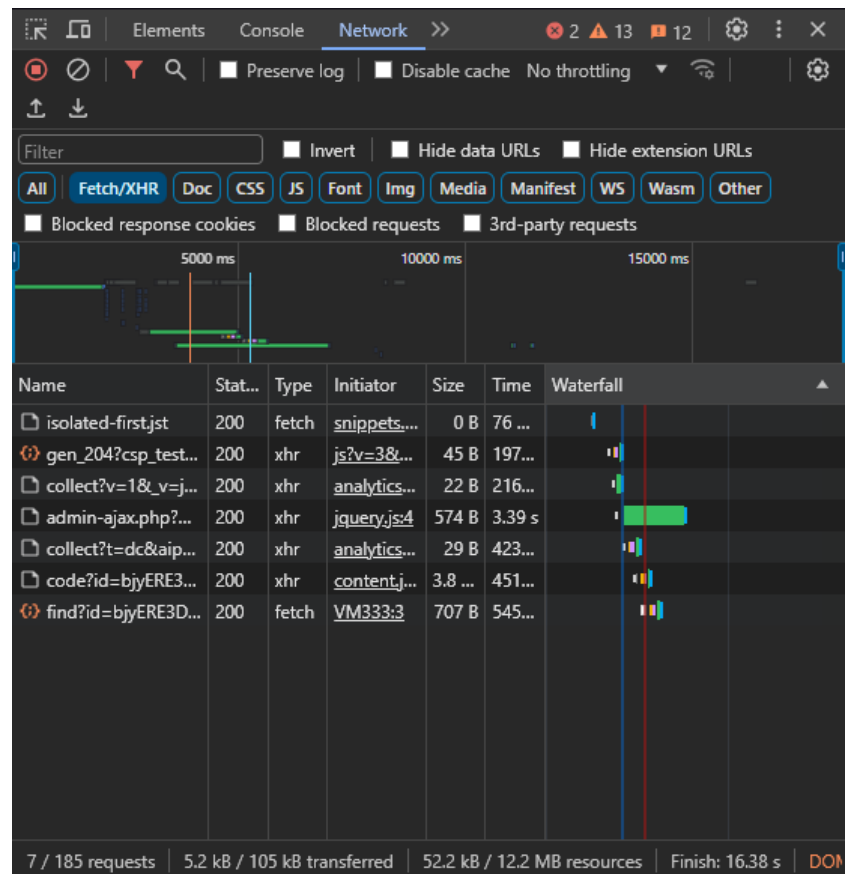 Elements Console Network 2 13 12
Preserve log Disable cache No throttling
Filter Invert Hide data URLs Hide extension URLs
All Fetch/XHR Doc CSS JS Font Img Media Manifest WS Wasm Other
Blocked response cookies Blocked requests 3rd-party requests
5000 ms 10000 ms 15000 ms
Name Stat... Type Initiator Size Time Waterfall
isolated-first.jst 200 fetch snippets.... 0 B 76 ...
gen_204?csp_test... 200 xhr js?v=3&... 45 B 197...
collect?v=1&_v=j... 200 xhr analytics... 22 B 216...
admin-ajax.php?... 200 xhr jquery.js:4 574 B 3.39 s
collect?t=dc&aip... 200 xhr analytics... 29 B 423...
code?id=bjyERE3... 200 xhr content.j... 3.8 ... 451...
find?id=bjyERE3D... 200 fetch VM333:3 707 B 545...
7 / 185 requests 5.2 kB / 105 kB transferred 52.2 kB / 12.2 MB resources Finish: 16.38 s DOM